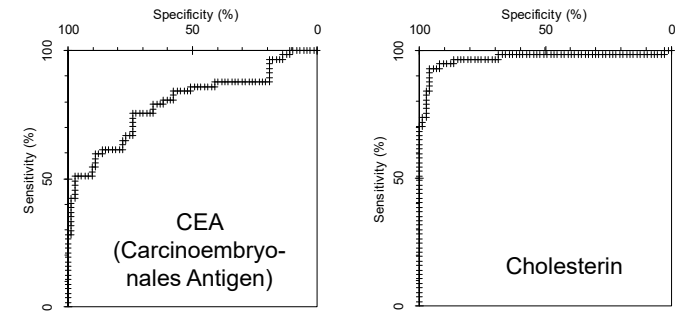 Specificity (%)
100 50 0
100
50
0
Sensitivity (%)
CEA
(Carcinoembryo-
nales Antigen)
Specificity (%)
100 50 0
100
50
0
Sensitivity (%)
Cholesterin